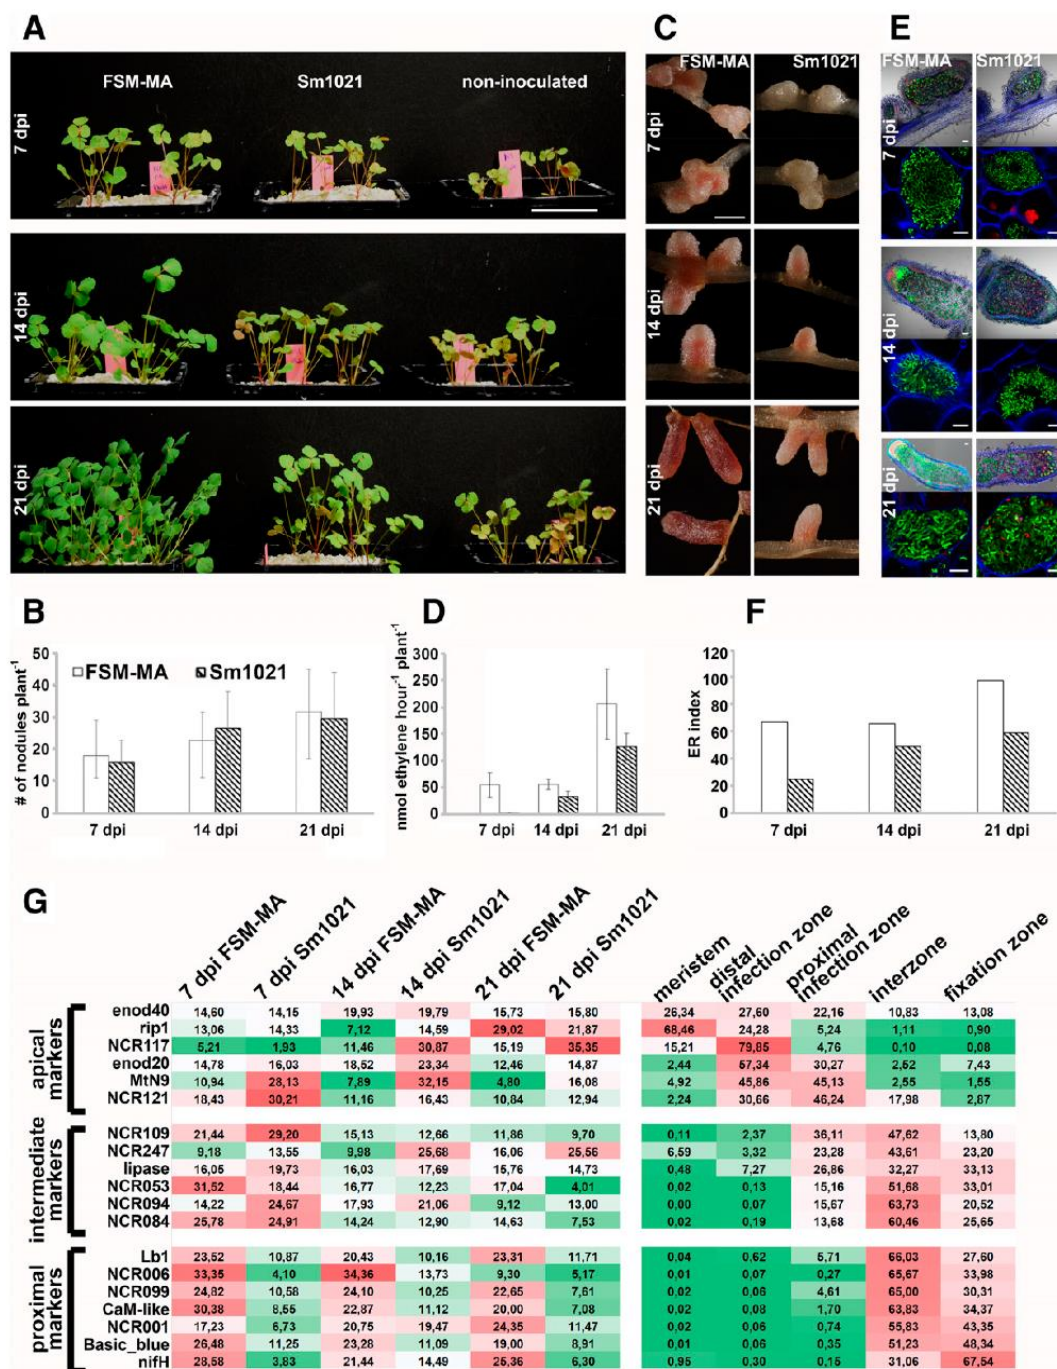 A
C
E
FSM-MA
Sm1021
non-inoculated
7 dpi
14 dpi
21 dpi
FSM-MA
Sm1021
7 dpi
14 dpi
21 dpi
FSM-MA
Sm1021
7 dpi
14 dpi
21 dpi
B
# of nodules plant-1
50
40
30
20
10
0
FSM-MA
Sm1021
7 dpi
14 dpi
21 dpi
D
nmol ethylene hour-1 plant-1
300
250
200
150
100
50
0
7 dpi
14 dpi
21 dpi
F
ER index
120
100
80
60
40
20
0
7 dpi
14 dpi
21 dpi
G
7 dpi FSM-MA
7 dpi Sm1021
14 dpi FSM-MA
14 dpi Sm1021
21 dpi FSM-MA
21 dpi Sm1021
meristem
distal
infection zone
proximal
infection zone
interzone
fixation zone
apical
markers
enod40 14,60 14,15 19,93 19,79 15,73 15,80 26,34 27,60 22,16 10,83 13,08
rip1 13,06 14,33 7,12 14,59 29,02 21,87 68,46 24,28 5,24 1,11 0,90
NCR117 5,21 1,93 11,46 30,87 15,19 35,35 15,21 79,85 4,76 0,10 0,08
enod20 14,78 16,03 18,52 23,34 12,46 14,87 2,44 57,34 30,27 2,52 7,43
MtN9 10,94 28,13 7,89 32,15 4,80 16,08 4,92 45,86 45,13 2,55 1,55
NCR121 18,43 30,21 11,16 16,43 10,84 12,94 2,24 30,66 46,24 17,98 2,87
intermediate
markers
NCR109 21,44 29,20 15,13 12,66 11,86 9,70 0,11 2,37 36,11 47,62 13,80
NCR247 9,18 13,55 9,98 25,68 16,06 25,56 6,59 3,32 23,28 43,61 23,20
lipase 16,05 19,73 16,03 17,69 15,76 14,73 0,48 7,27 26,86 32,27 33,13
NCR053 31,52 18,44 16,77 12,23 17,04 4,01 0,02 0,13 15,16 51,68 33,01
NCR094 14,22 24,67 17,93 21,06 9,12 13,00 0,00 0,07 15,67 63,73 20,52
NCR084 25,78 24,91 14,24 12,90 14,63 7,53 0,02 0,19 13,68 60,46 25,65
proximal
markers
Lb1 23,52 10,87 20,43 10,16 23,31 11,71 0,04 0,62 5,71 66,03 27,60
NCR006 33,35 4,10 34,36 13,73 9,30 5,17 0,01 0,07 0,27 65,67 33,98
NCR099 24,82 10,58 24,10 10,25 22,65 7,61 0,02 0,06 4,61 65,00 30,31
CaM-like 30,38 8,55 22,87 11,12 20,00 7,08 0,02 0,08 1,70 63,83 34,37
NCR001 17,23 6,73 20,75 19,47 24,35 11,47 0,02 0,06 0,74 55,83 43,35
Basic_blue 26,48 11,25 23,28 11,09 19,00 8,91 0,01 0,06 0,35 51,23 48,34
nifH 28,58 3,83 21,44 14,49 25,36 6,30 0,95 0,30 0,15 31,06 67,54